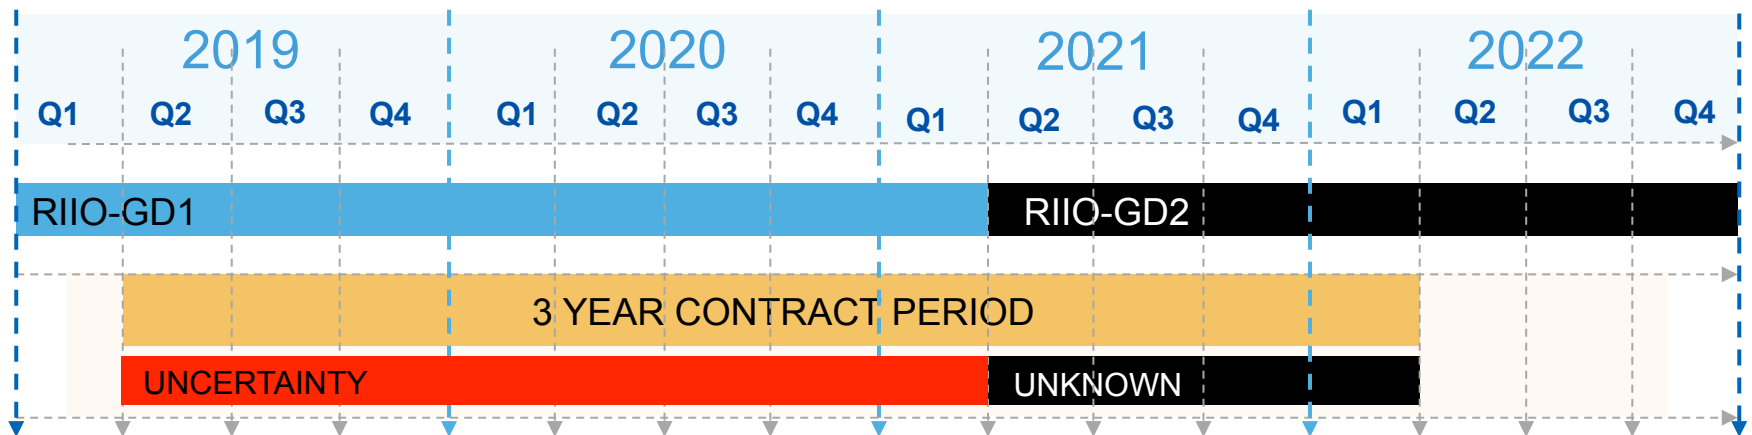 2019 2020 2021 2022
Q1 Q2 Q3 Q4 Q1 Q2 Q3 Q4 Q1 Q2 Q3 Q4 Q1 Q2 Q3 Q4
RIIO-GD1 RIIO-GD2
3 YEAR CONTRACT PERIOD
UNCERTAINTY UNKNOWN